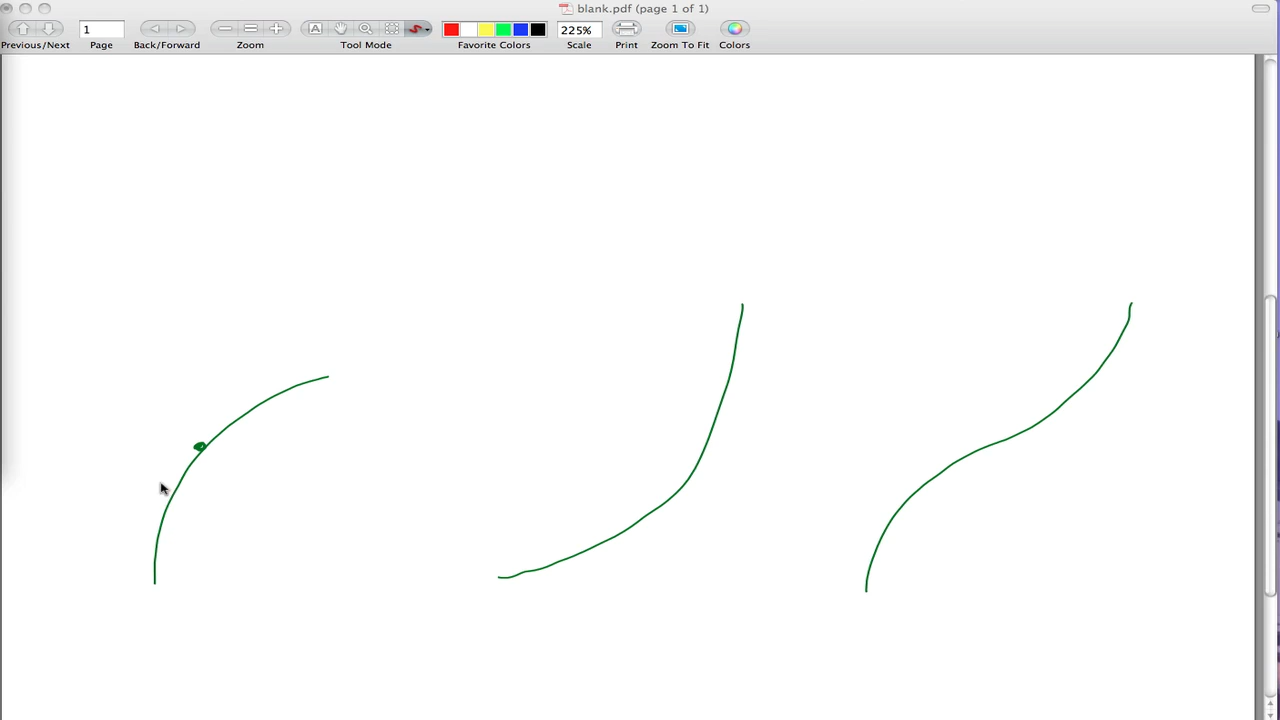 blank.pdf (page 1 of 1)
1
225%
Previous/Next
Page
Back/Forward
Zoom
A
Tool Mode
Favorite Colors
Scale
Print
Zoom To Fit
Colors